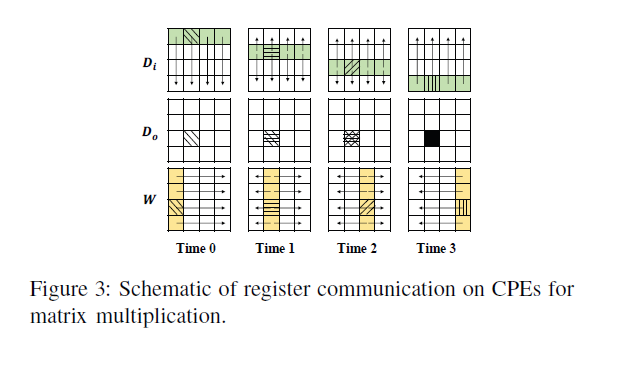 D_i
D_o
W
Time 0 Time 1 Time 2 Time 3
Figure 3: Schematic of register communication on CPEs for
matrix multiplication.